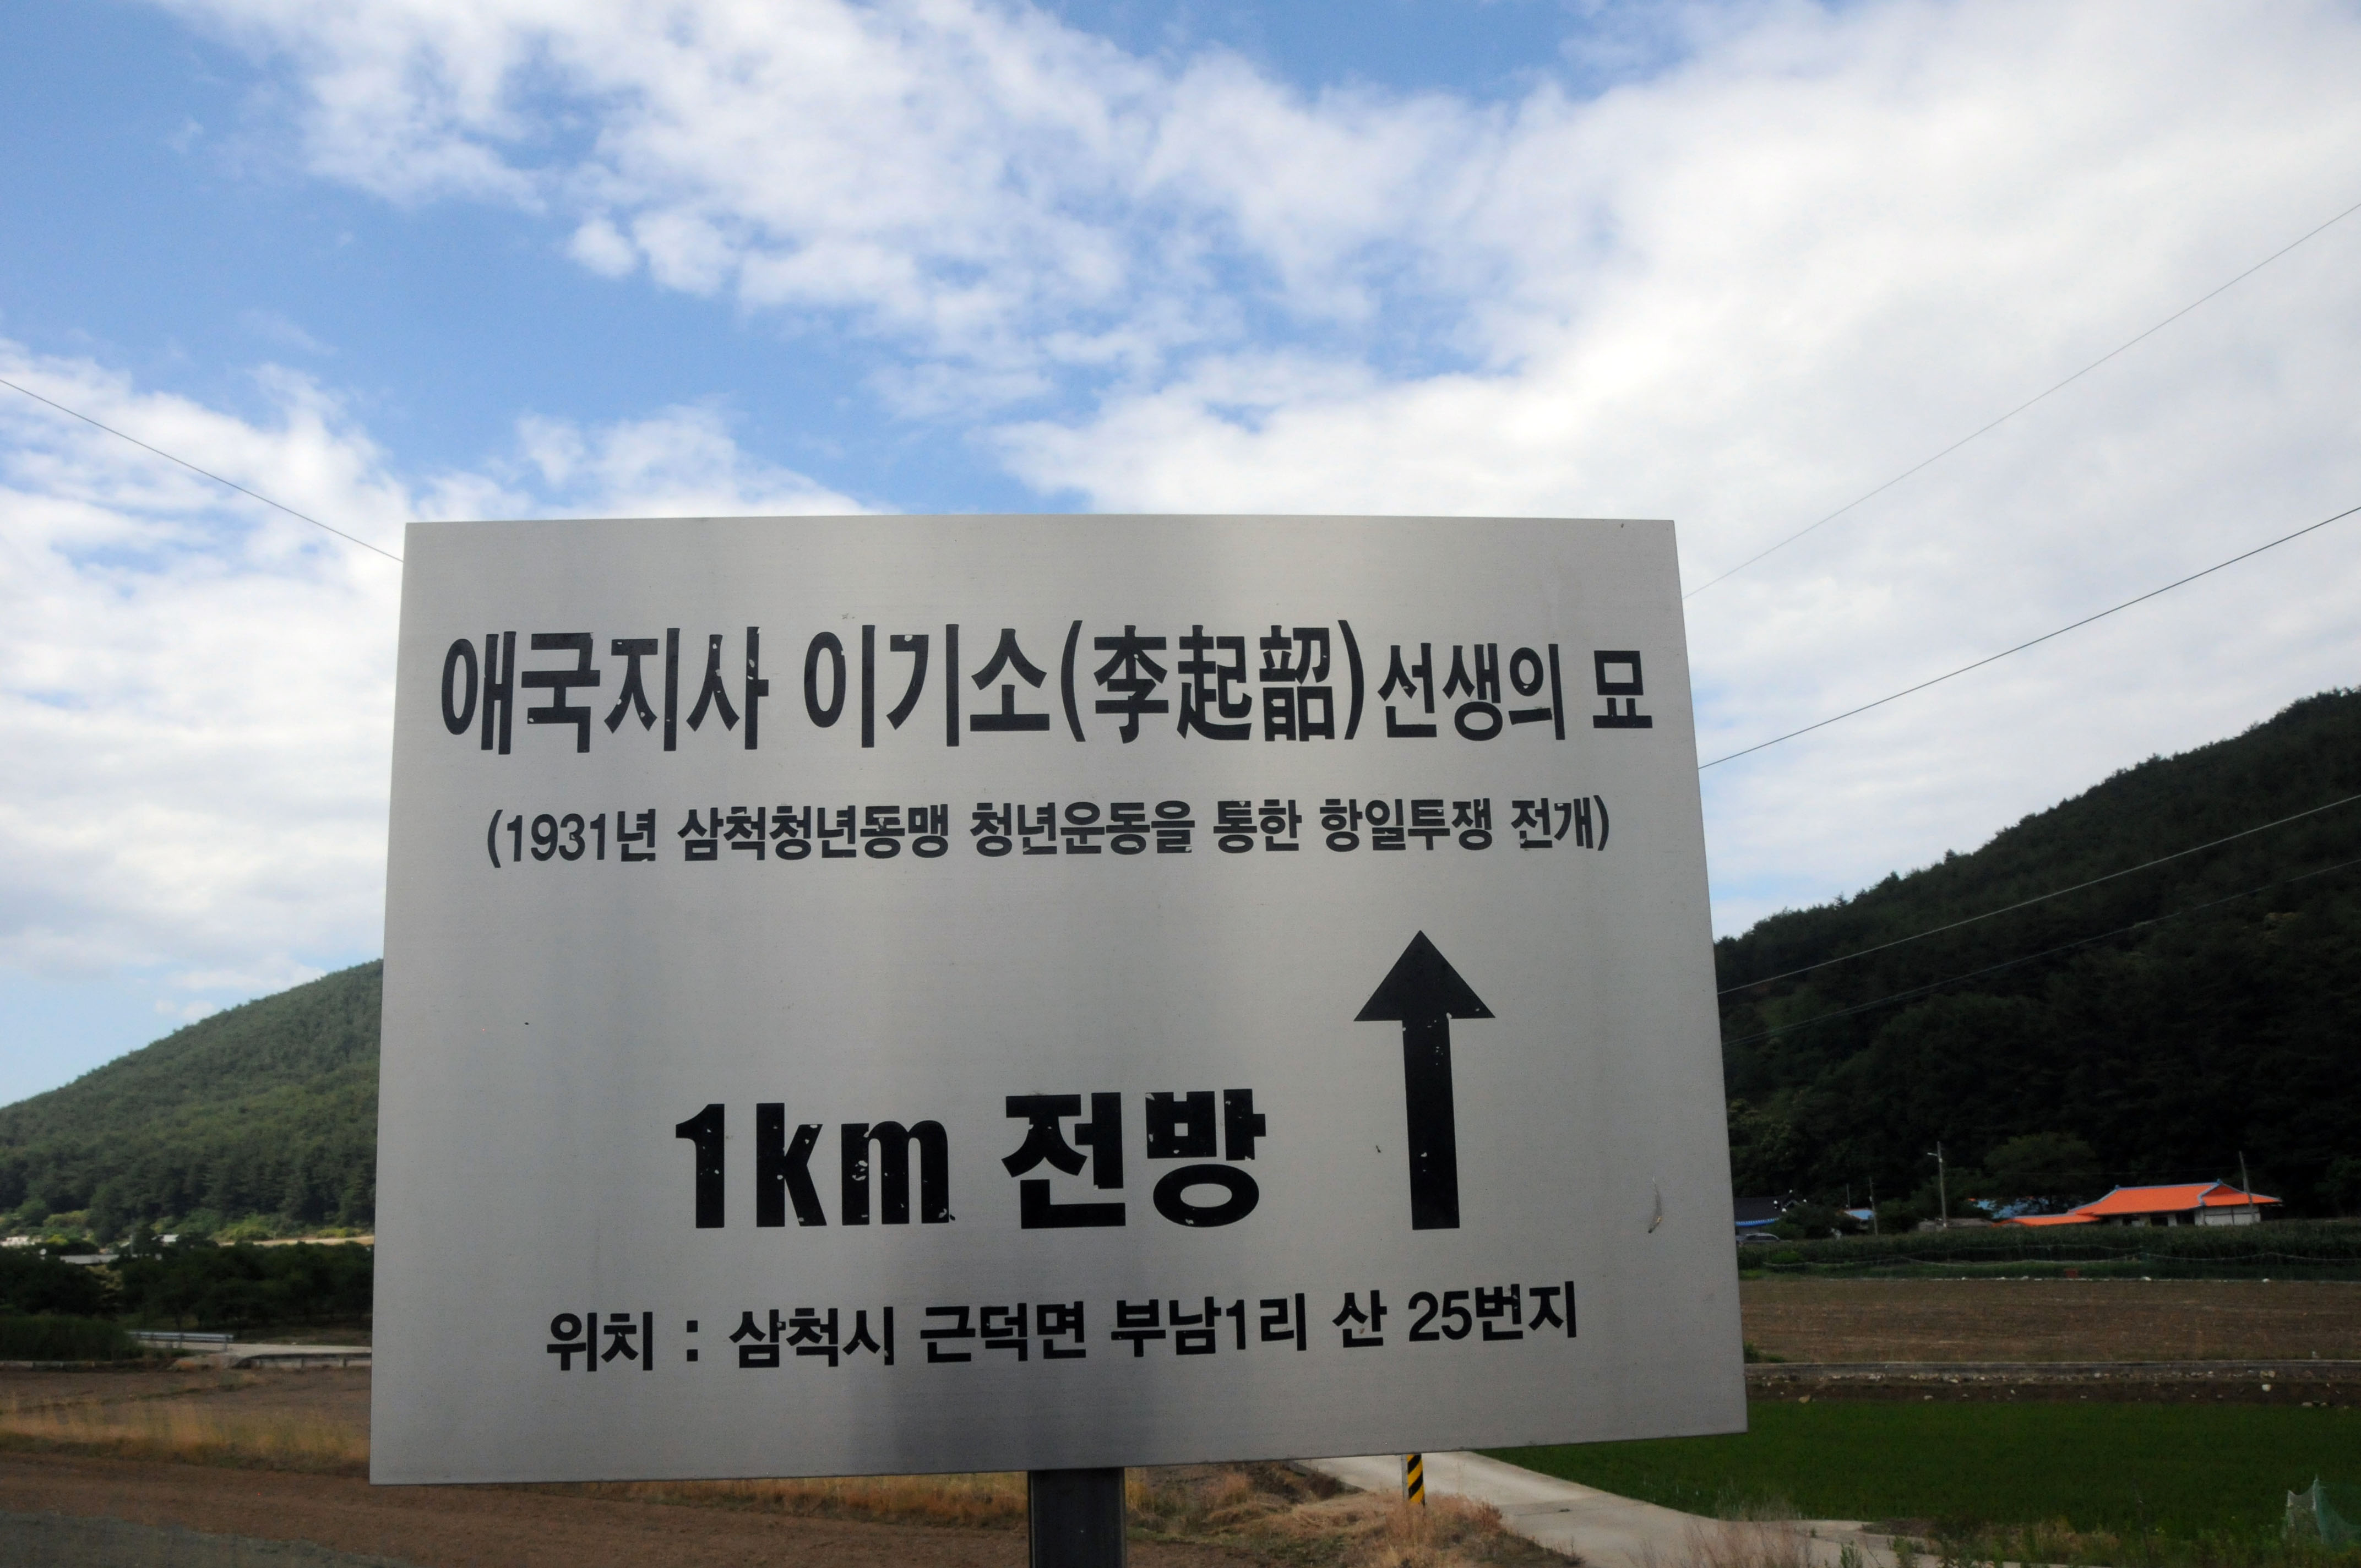 애국지사 이기소(李起韶)선생의 묘
(1931년 삼척청년동맹 청년운동을 통한 항일투쟁 전개)
1km 전방
위치 : 삼척시 근덕면 부남1리 산 25번지